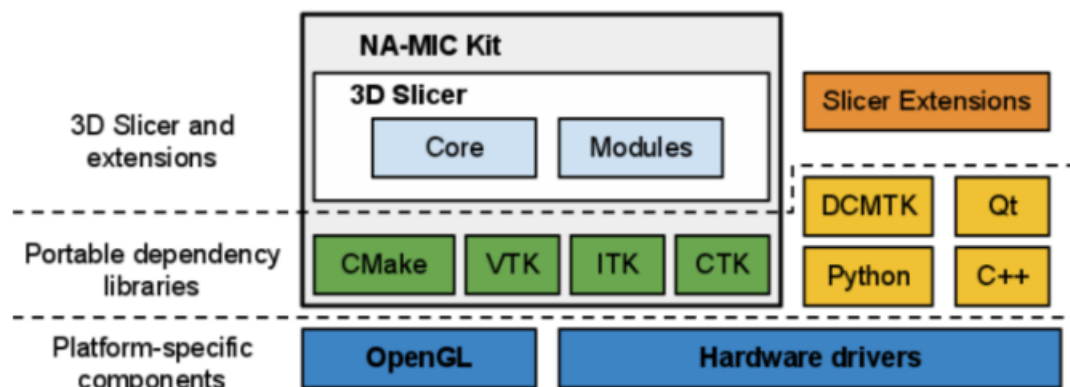 NA-MIC Kit
3D Slicer
Core
Modules
Slicer Extensions
3D Slicer and
extensions
DCMTK
Qt
Python
C++
Portable dependency
libraries
CMake
VTK
ITK
CTK
Platform-specific
components
OpenGL
Hardware drivers